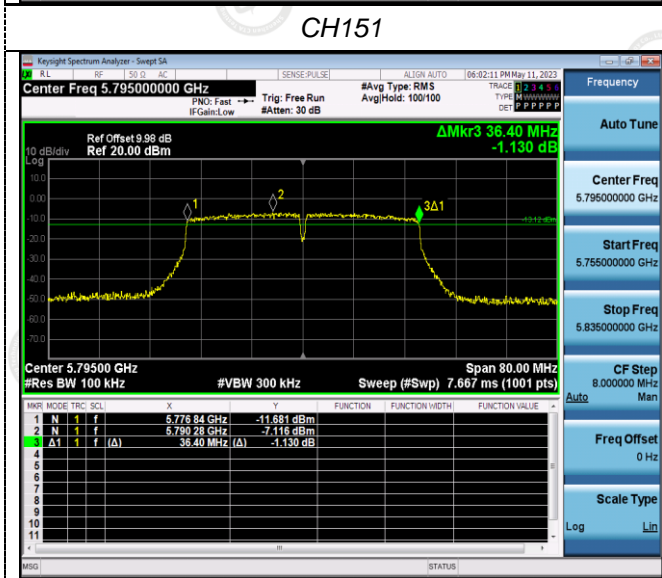 CH151
Keysight Spectrum Analyzer - Swept SA
RL RF 50 Ω AC SENSE:PULSE ALIGN AUTO 06:02:11 PM May 11, 2023
Center Freq 5.795000000 GHz
PNO: Fast
IFGain:Low
Trig: Free Run
#Atten: 30 dB
#Avg Type: RMS
Avg|Hold: 100/100
TRACE 1 2 3 4 5 6
TYPE M W W W W W
DET P P P P P P
Ref Offset 9.98 dB
10 dB/div Ref 20.00 dBm
Log
ΔMkr3 36.40 MHz
-1.130 dB
10.0
0.00
-10.0
-20.0
-30.0
-40.0
-50.0
-60.0
-70.0
1
2
3Δ1
-13.12 dBm
Center 5.79500 GHz Span 80.00 MHz
#Res BW 100 kHz #VBW 300 kHz Sweep (#Swp) 7.667 ms (1001 pts)
MKR MODE TRC SCL X Y FUNCTION FUNCTION WIDTH FUNCTION VALUE
1 N 1 f 5.776 84 GHz -11.681 dBm
2 N 1 f 5.790 28 GHz -7.116 dBm
3 Δ1 1 f (Δ) 36.40 MHz (Δ) -1.130 dB
4
5
6
7
8
9
10
11
MSG STATUS
Frequency
Auto Tune
Center Freq
5.795000000 GHz
Start Freq
5.755000000 GHz
Stop Freq
5.835000000 GHz
CF Step
8.000000 MHz
Auto Man
Freq Offset
0 Hz
Scale Type
Log Lin